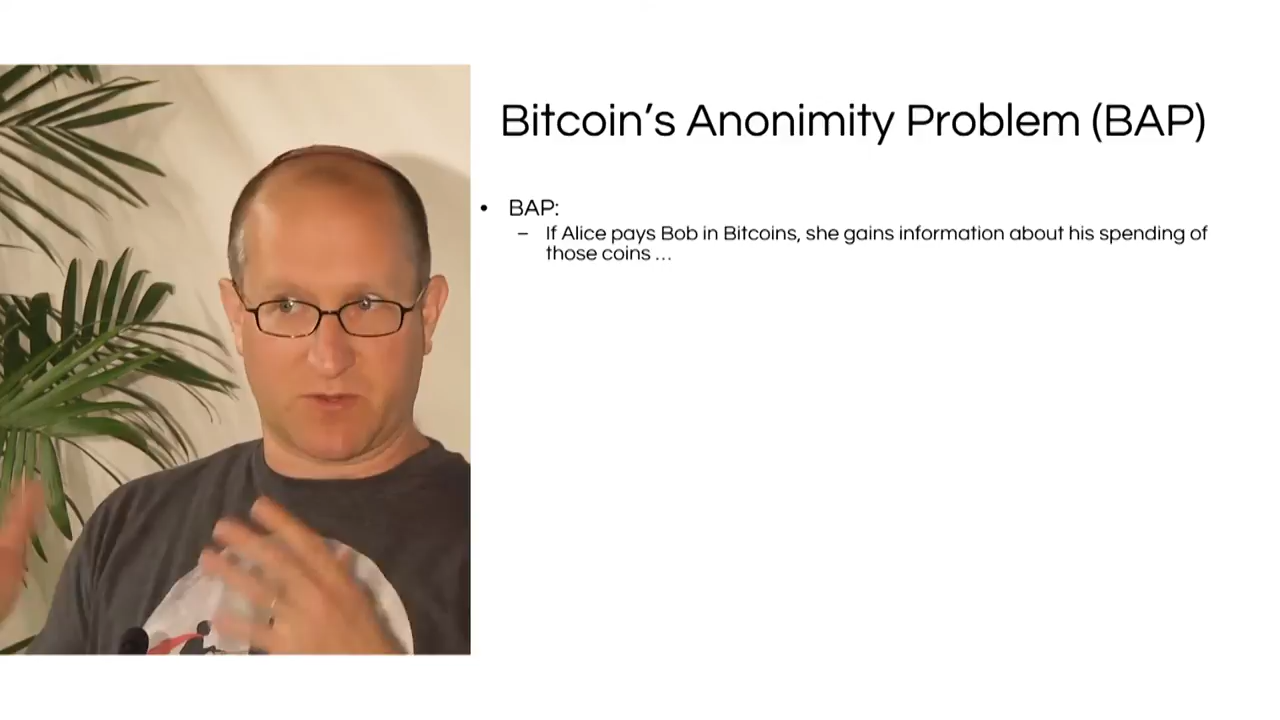 Bitcoin’s Anonimity Problem (BAP)
• BAP:
– If Alice pays Bob in Bitcoins, she gains information about his spending of
those coins ...